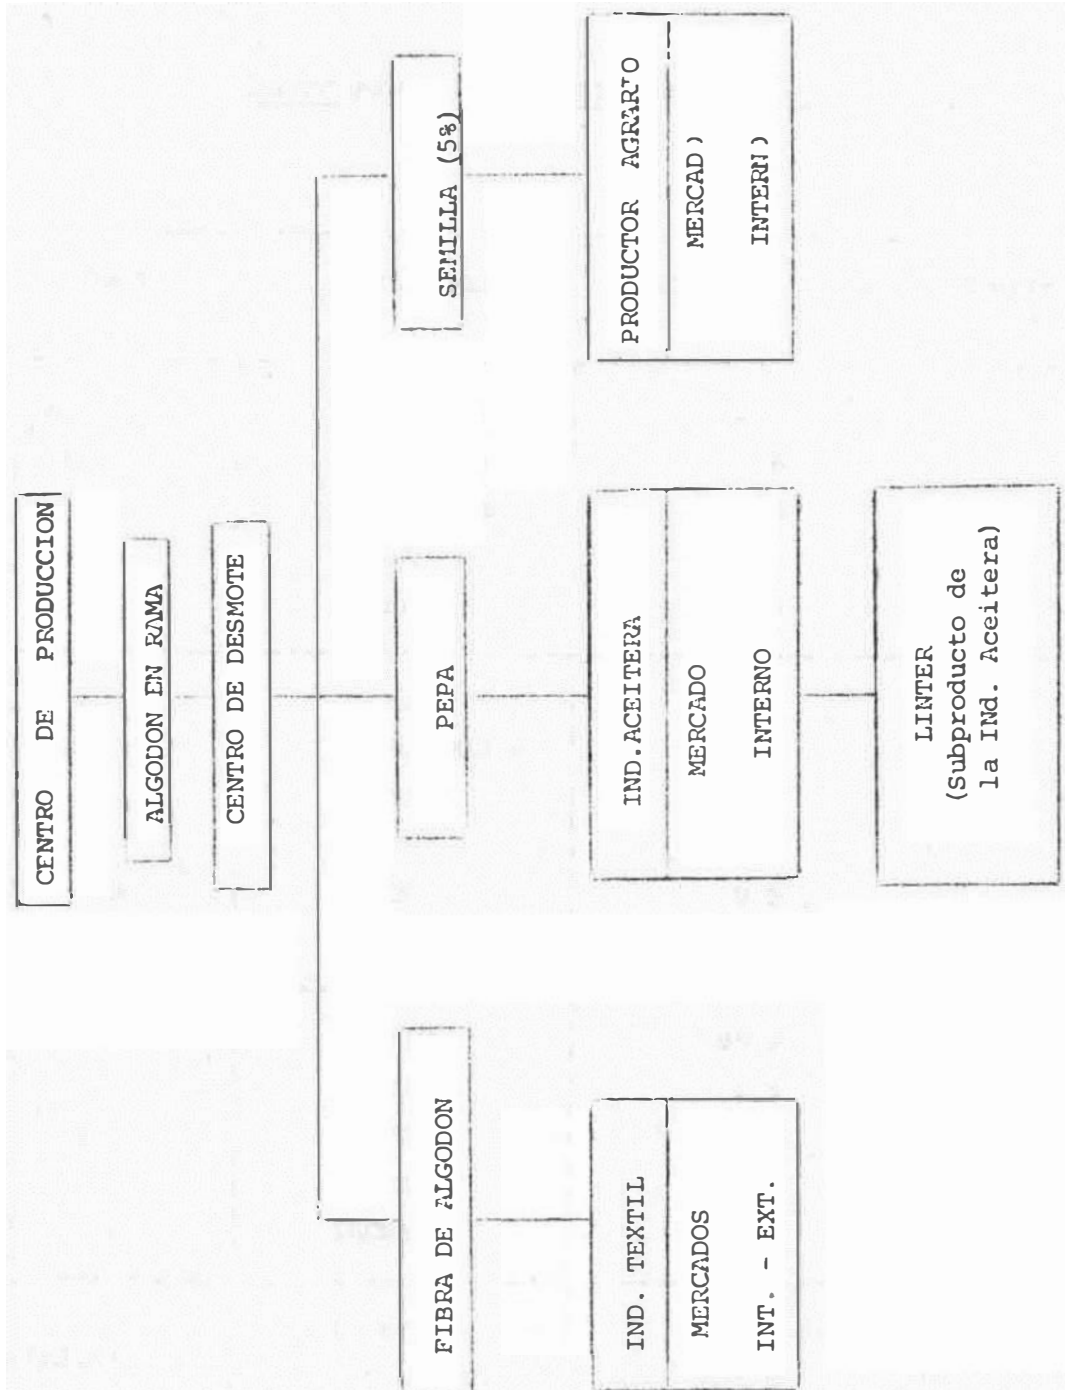 CENTRO DE PRODUCCION
ALGODON EN RAMA
CENTRO DE DESMOTE
FIBRA DE ALGODON
PEPA
SEMILLA (5%)
IND. TEXTIL
MERCADOS
INT. - EXT.
IND. ACEITERA
MERCADO
INTERNO
PRODUCTOR AGRARIO
MERCADO
INTERNO
LINTER
(Subproducto de
la INd. Aceitera)